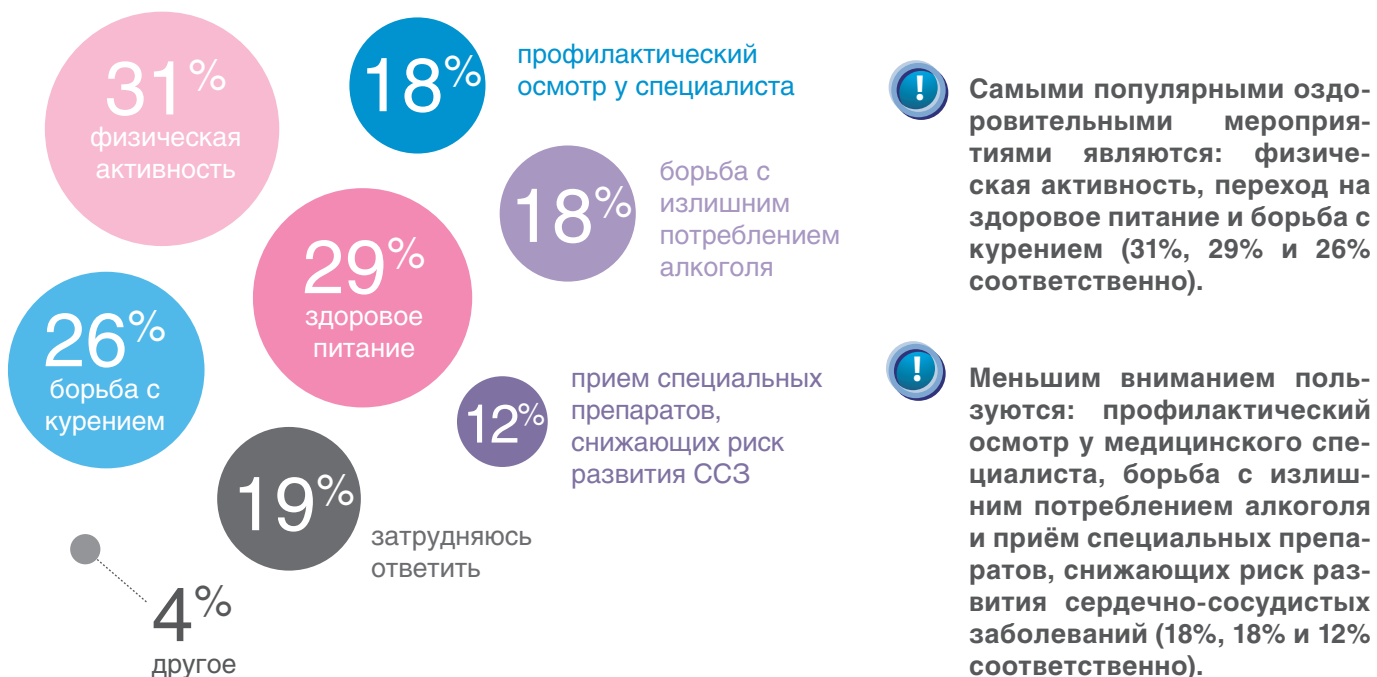 31%
физическая
активность
18%
профилактический
осмотр у специалиста
18%
борьба с
излишним
потреблением
алкоголя
29%
здоровое
питание
26%
борьба с
курением
12%
прием специальных
препаратов,
снижающих риск
развития ССЗ
19%
затрудняюсь
ответить
4%
другое
!
Самыми популярными оздо-
ровительными мероприя-
тиями являются: физиче-
ская активность, переход на
здоровое питание и борьба с
курением (31%, 29% и 26%
соответственно).
!
Меньшим вниманием поль-
зуются: профилактический
осмотр у медицинского спе-
циалиста, борьба с излиш-
ним потреблением алкоголя
и приём специальных препа-
ратов, снижающих риск раз-
вития сердечно-сосудистых
заболеваний (18%, 18% и 12%
соответственно).